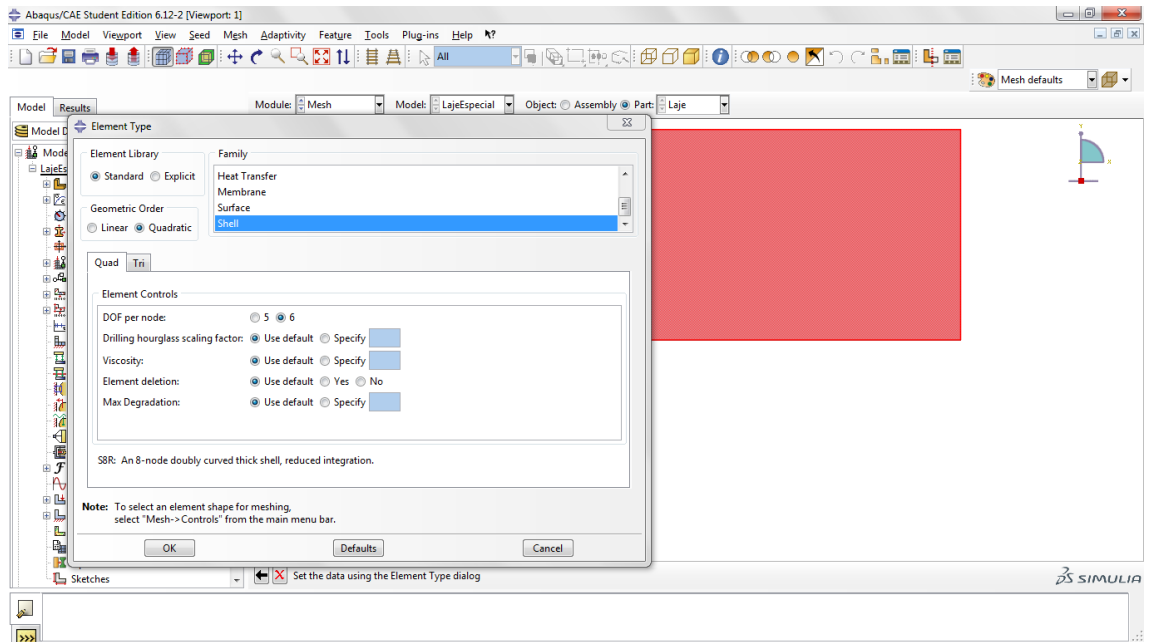 Abaqus/CAE Student Edition 6.12-2 [Viewport: 1]
File Model Viewport View Seed Mesh Adaptivity Feature Tools Plug-ins Help
All
Mesh defaults
Model Results
Module: Mesh Model: LajeEspecial Object: Assembly Part: Laje
Model D
Element Type
Mode
LajeEs
Element Library
Standard Explicit
Geometric Order
Linear Quadratic
Family
Heat Transfer
Membrane
Surface
Shell
Quad Tri
Element Controls
DOF per node: 5 6
Drilling hourglass scaling factor: Use default Specify
Viscosity: Use default Specify
Element deletion: Use default Yes No
Max Degradation: Use default Specify
S8R: An 8-node doubly curved thick shell, reduced integration.
Note: To select an element shape for meshing,
select "Mesh->Controls" from the main menu bar.
OK Defaults Cancel
Sketches
Set the data using the Element Type dialog
Y
X
SIMULIA
>>>